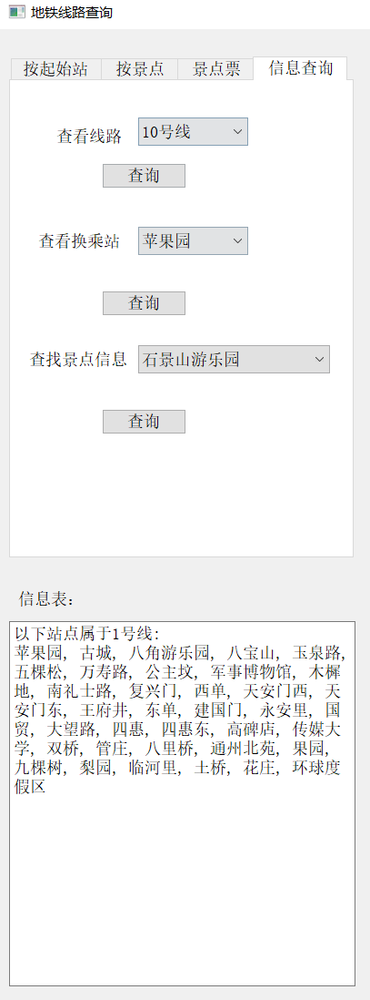 地铁线路查询
按起始站 按景点 景点票 信息查询
查看线路 10号线
查询
查看换乘站 苹果园
查询
查找景点信息 石景山游乐园
查询
信息表:
以下站点属于1号线:
苹果园, 古城, 八角游乐园, 八宝山, 玉泉路,
五棵松, 万寿路, 公主坟, 军事博物馆, 木樨
地, 南礼士路, 复兴门, 西单, 天安门西, 天
安门东, 王府井, 东单, 建国门, 永安里, 国
贸, 大望路, 四惠, 四惠东, 高碑店, 传媒大
学, 双桥, 管庄, 八里桥, 通州北苑, 果园,
九棵树, 梨园, 临河里, 土桥, 花庄, 环球度
假区